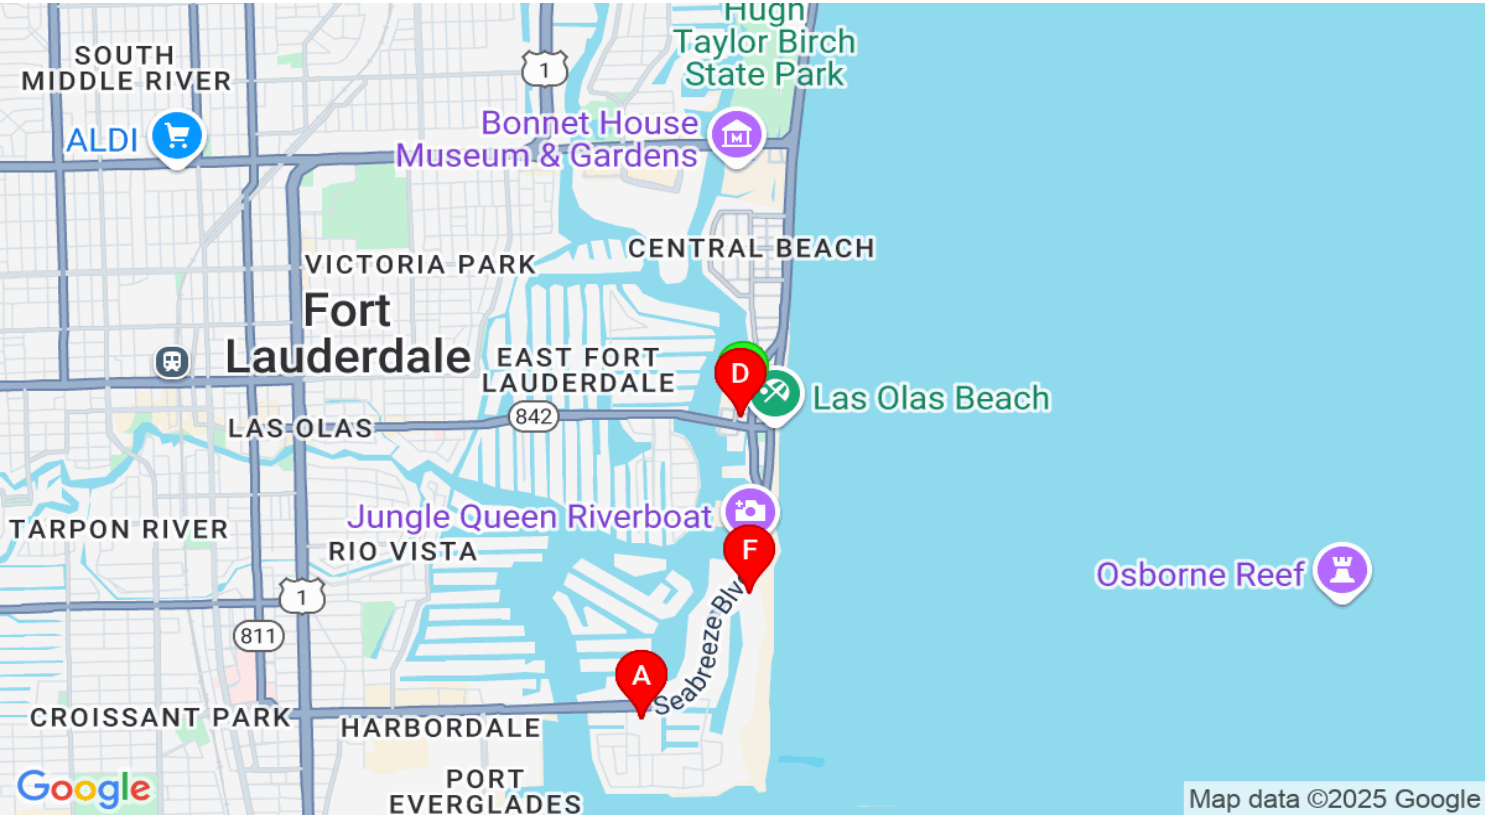 Hugh
Taylor Birch
State Park
SOUTH
MIDDLE RIVER
1
ALDI
Bonnet House
Museum & Gardens
M
CENTRAL BEACH
VICTORIA PARK
Fort
Lauderdale
EAST FORT
LAUDERDALE
D
Las Olas Beach
842
LAS OLAS
Jungle Queen Riverboat
TARPON RIVER
RIO VISTA
F
Osborne Reef
1
Seabreeze Blvd
811
A
CROISSANT PARK
HARBORDALE
PORT
EVERGLADES
Google
Map data ©2025 Google